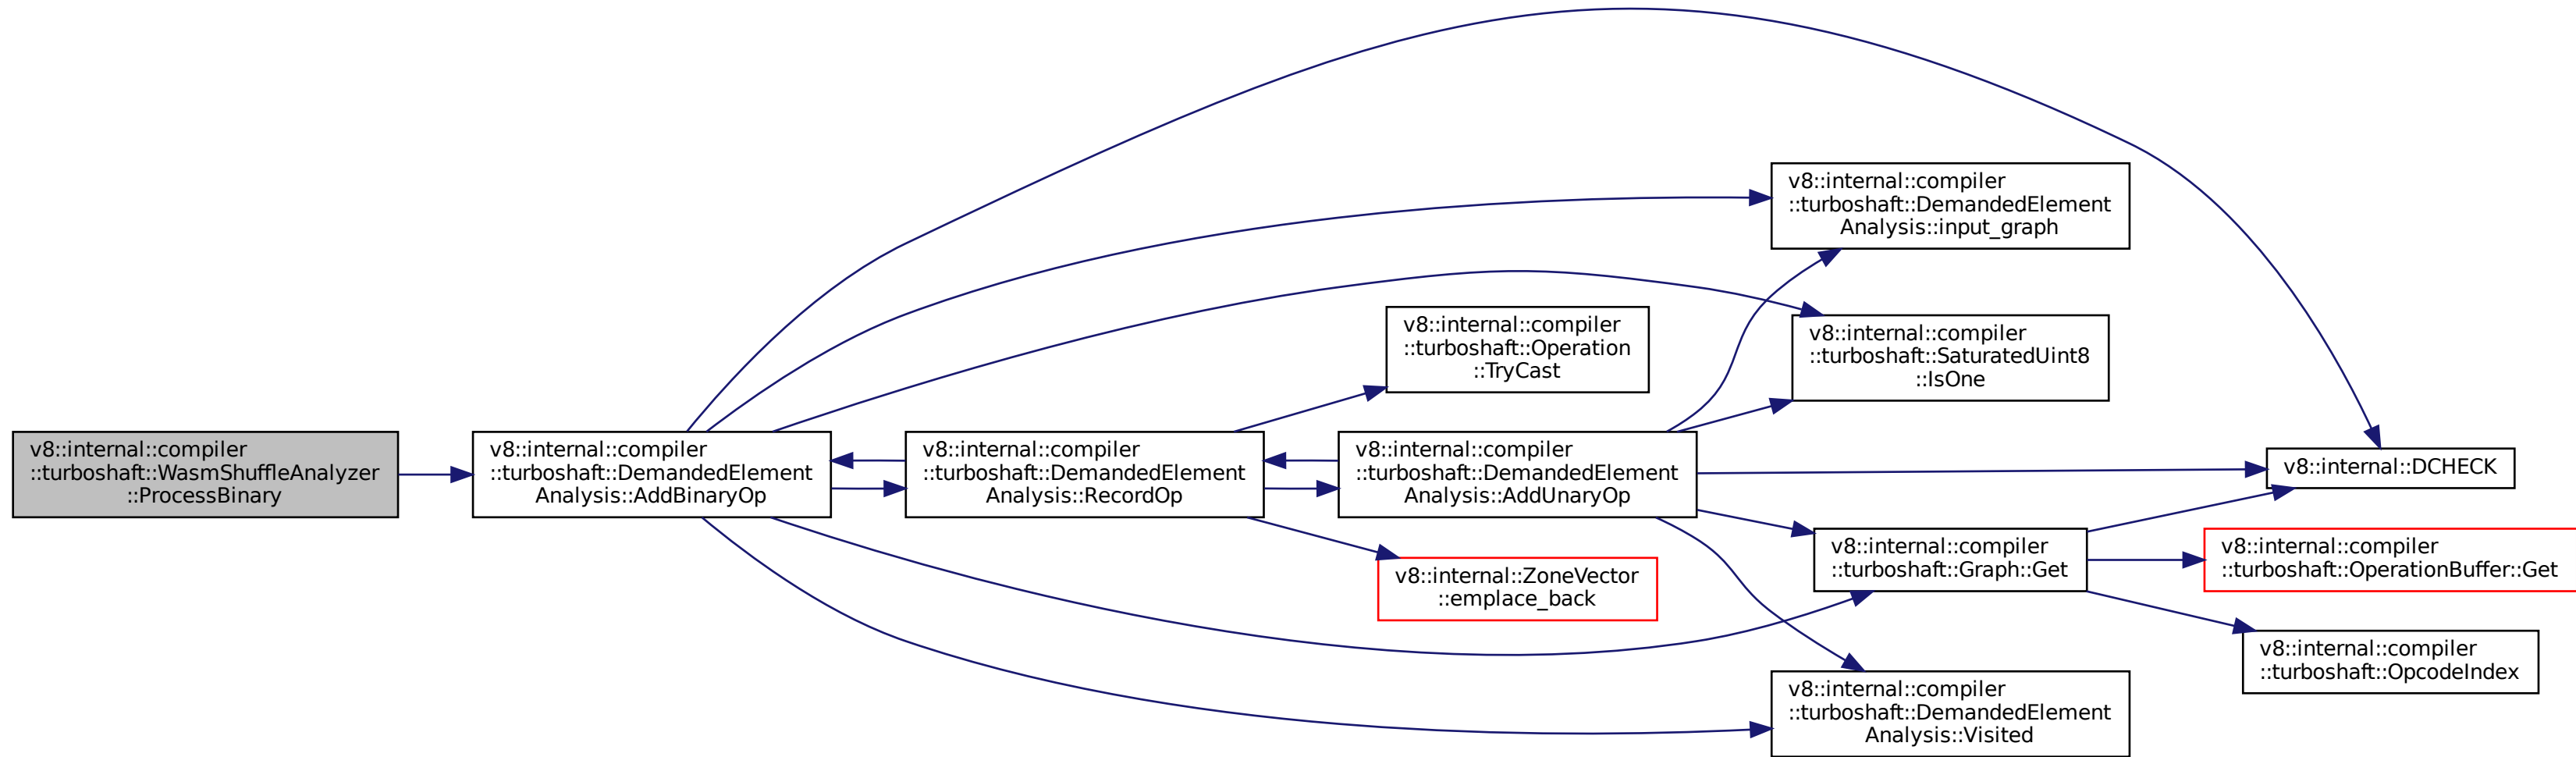 v8::internal::compiler
::turboshaft::WasmShuffleAnalyzer
::ProcessBinary
v8::internal::compiler
::turboshaft::DemandedElement
Analysis::AddBinaryOp
v8::internal::compiler
::turboshaft::DemandedElement
Analysis::RecordOp
v8::internal::compiler
::turboshaft::Operation
::TryCast
v8::internal::compiler
::turboshaft::DemandedElement
Analysis::AddUnaryOp
v8::internal::ZoneVector
::emplace_back
v8::internal::compiler
::turboshaft::DemandedElement
Analysis::input_graph
v8::internal::compiler
::turboshaft::SaturatedUint8
::IsOne
v8::internal::DCHECK
v8::internal::compiler
::turboshaft::Graph::Get
v8::internal::compiler
::turboshaft::OperationBuffer::Get
v8::internal::compiler
::turboshaft::OpcodeIndex
v8::internal::compiler
::turboshaft::DemandedElement
Analysis::Visited